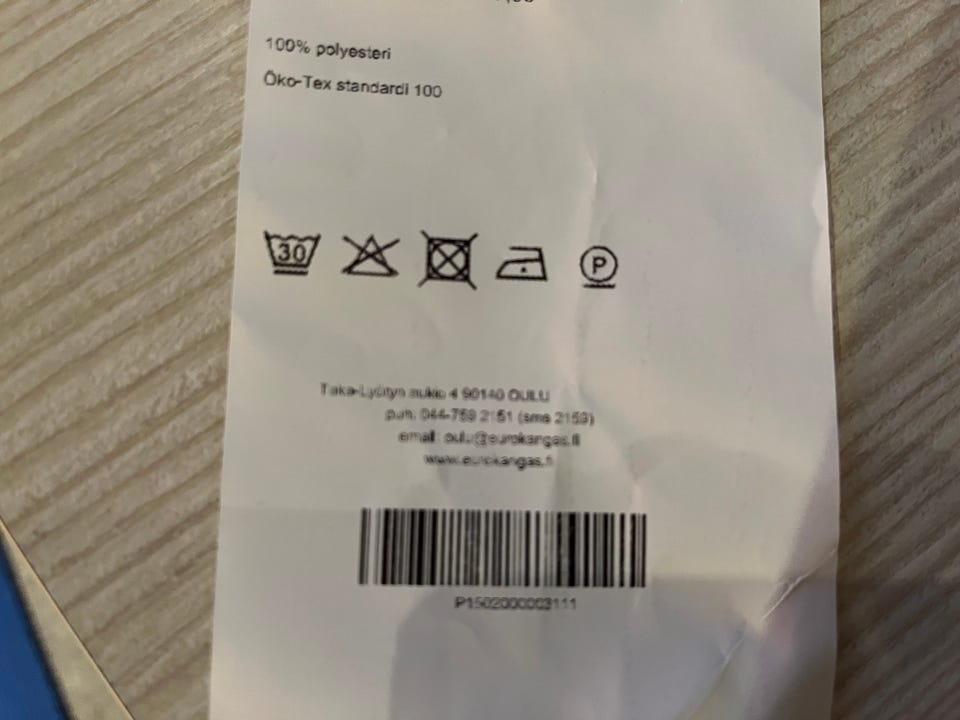 100% polyesteri
Öko-Tex standardi 100
30
P
Taka-Lyötyn aukio 4 90140 OULU
puh. 044-759 2151 (sms 2159)
email: oulu@eurokangas.fi
www.eurokangas.fi
P1502000003111